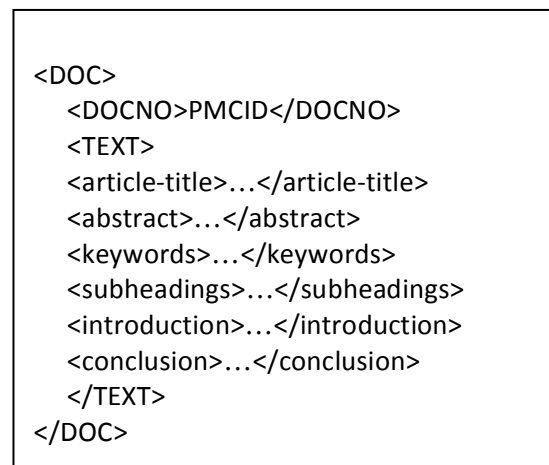 <DOC>
<DOCNO>PMCID</DOCNO>
<TEXT>
<article-title>…</article-title>
<abstract>…</abstract>
<keywords>…</keywords>
<subheadings>…</subheadings>
<introduction>…</introduction>
<conclusion>…</conclusion>
</TEXT>
</DOC>